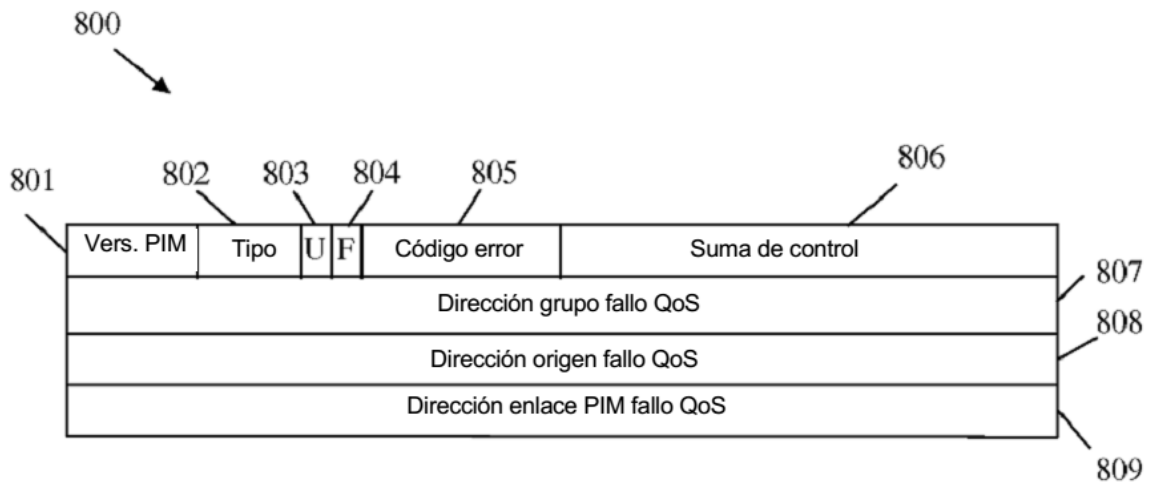 800
801 802 803 804 805 806
Vers. PIM Tipo U F Código error Suma de control
807
Dirección grupo fallo QoS
808
Dirección origen fallo QoS
Dirección enlace PIM fallo QoS
809